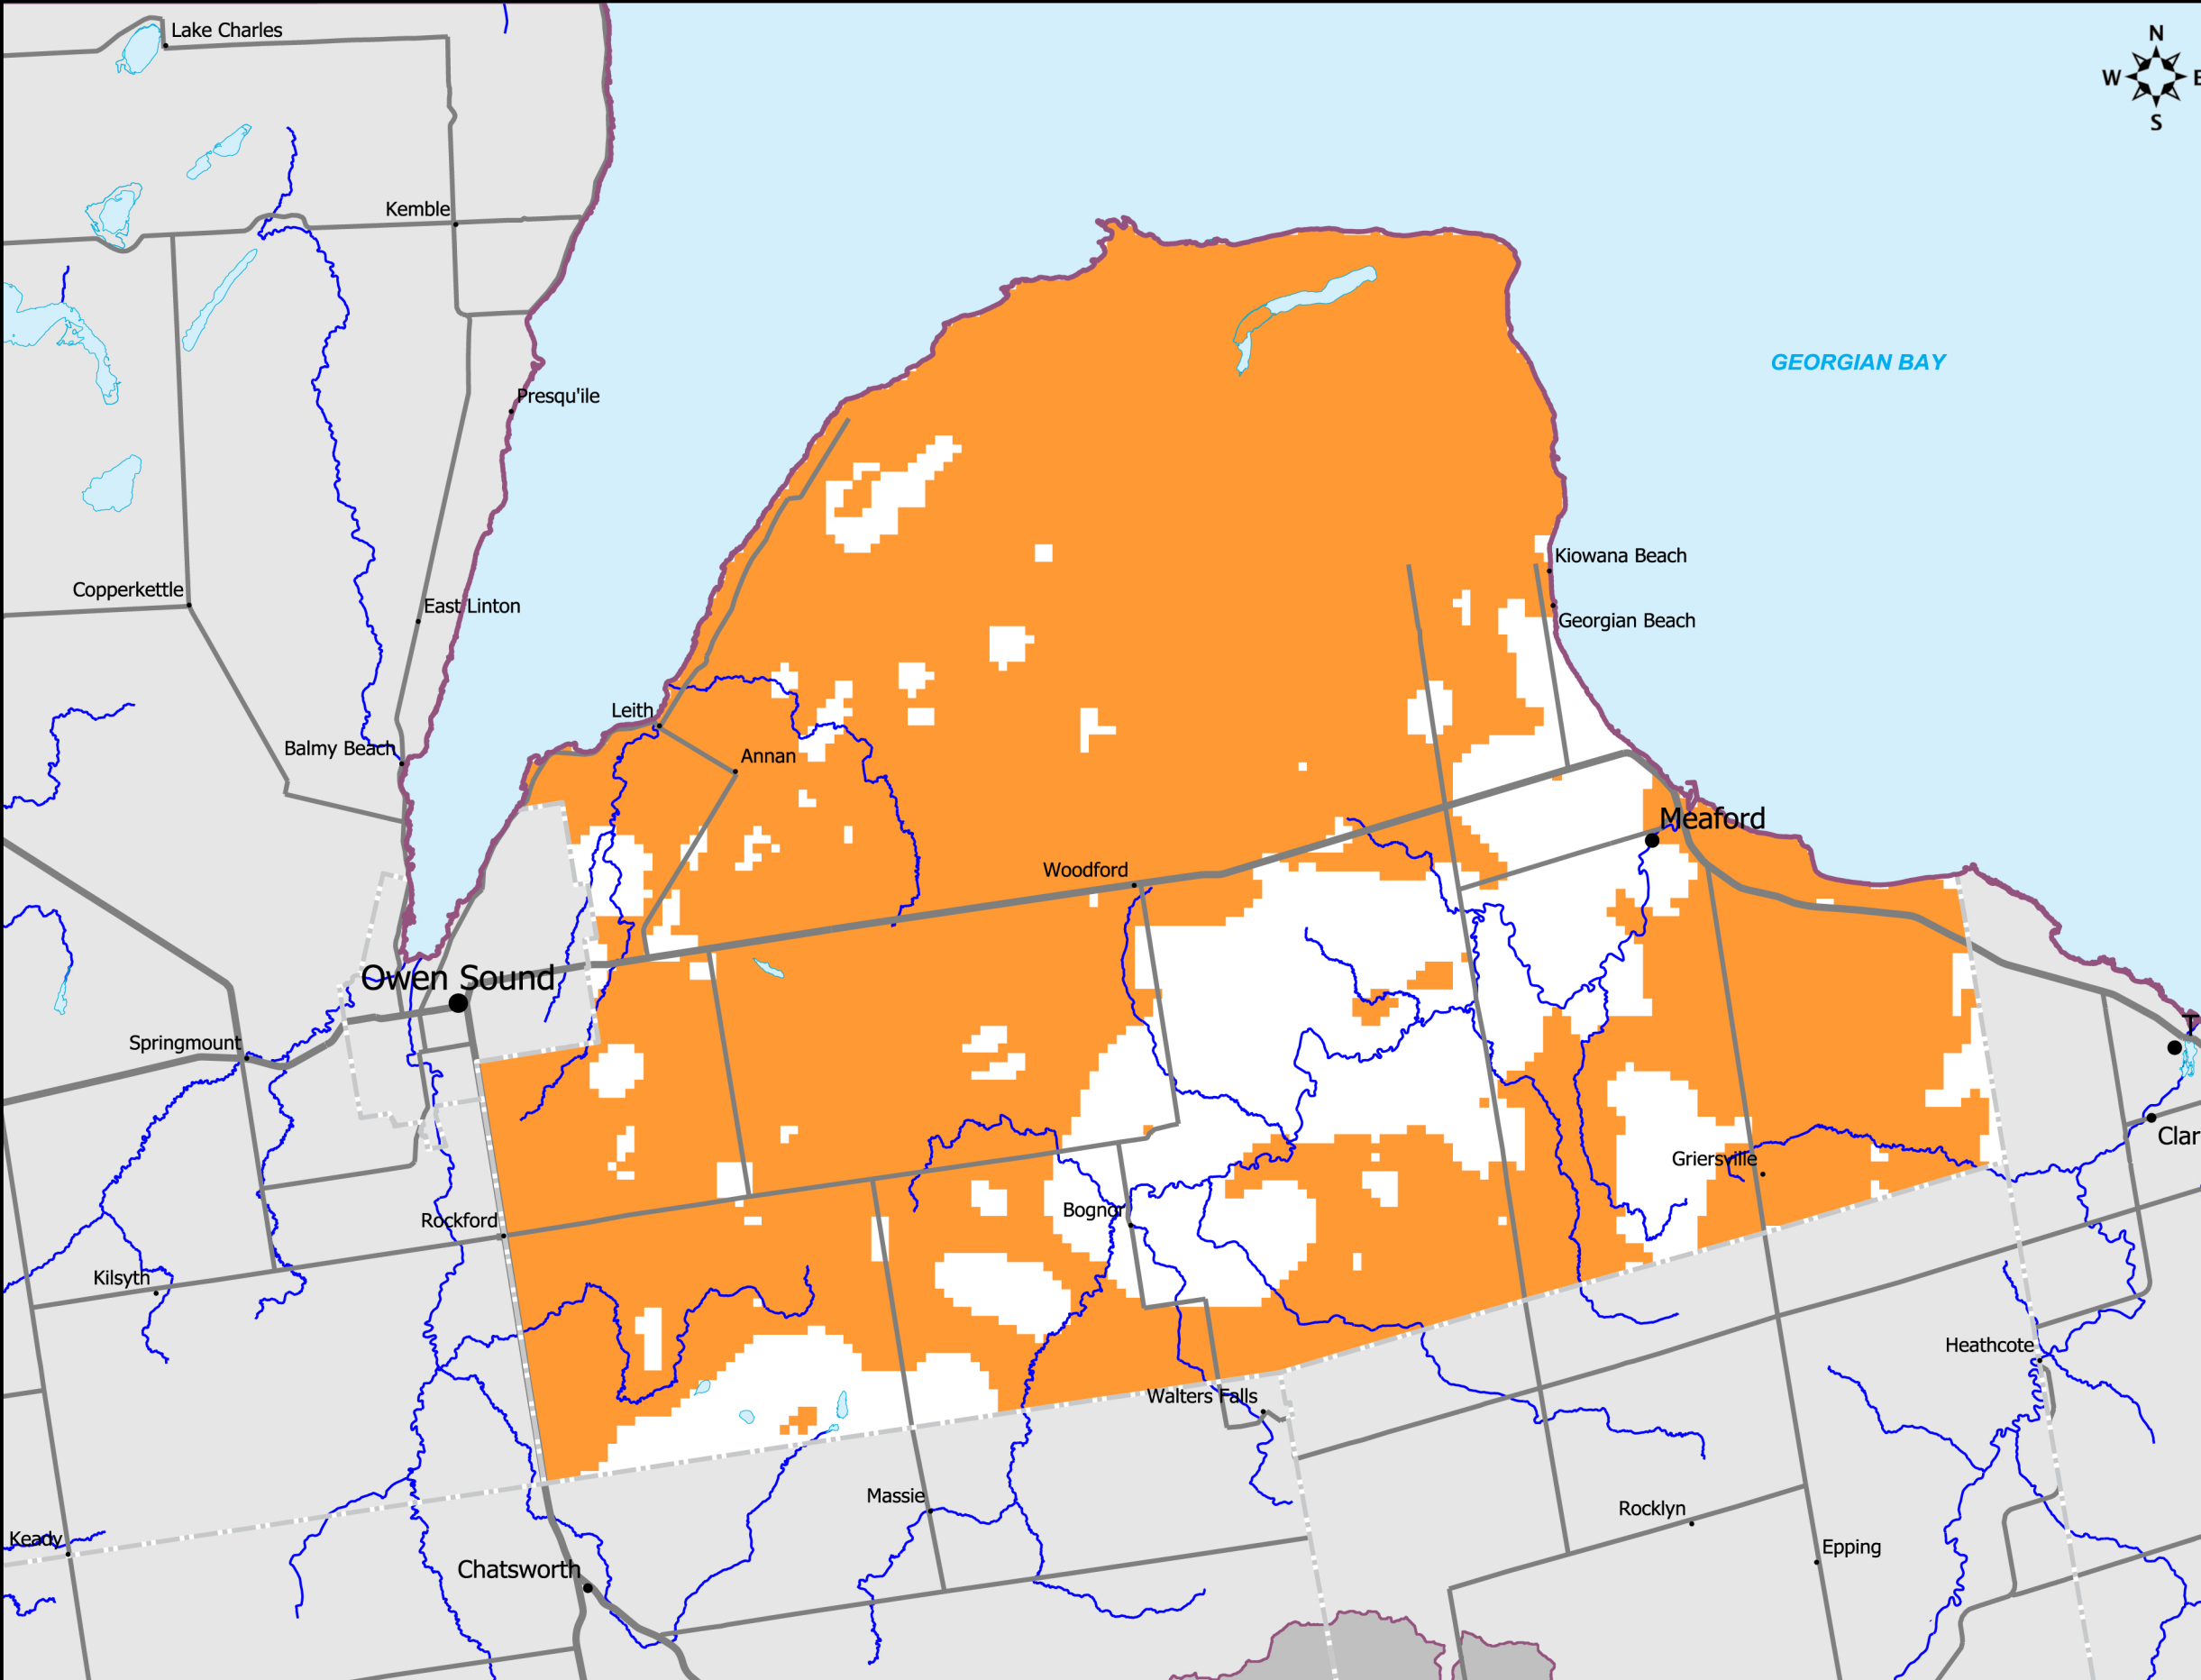 Lake Charles
N
W
E
S
Kemble
GEORGIAN BAY
Presqu'ile
Kiowana Beach
Copperkettle
East Linton
Georgian Beach
Leith
Balmy Beach
Annan
Meaford
Woodford
Owen Sound
Springmount
T
Clar
Griersville
Bognor
Rockford
Kilsyth
Heathcote
Walters Falls
Massie
Rocklyn
Keady
Epping
Chatsworth